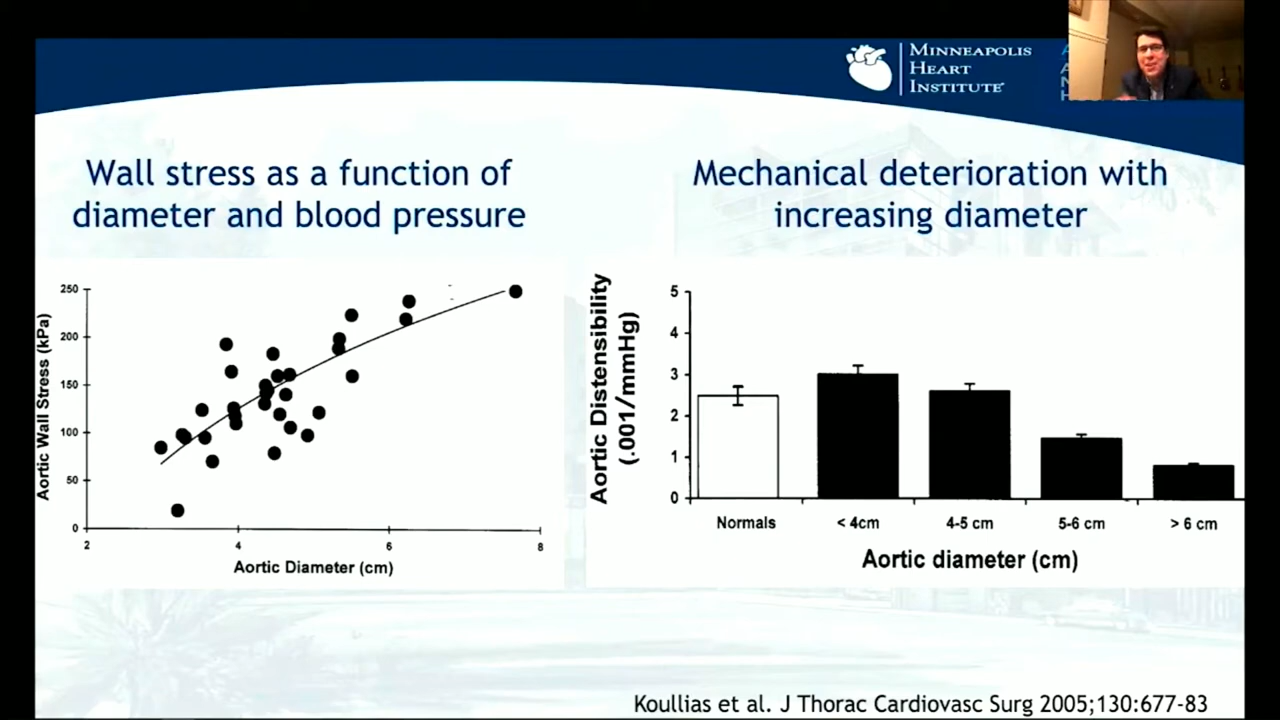 MINNEAPOLIS
HEART
INSTITUTE
Wall stress as a function of
diameter and blood pressure
Mechanical deterioration with
increasing diameter
Aortic Wall Stress (kPa)
250
200
150
100
50
0
2
4
6
8
Aortic Diameter (cm)
Aortic Distensibility
(.001/mmHg)
5
4
3
2
1
0
Normals
< 4cm
4-5 cm
5-6 cm
> 6 cm
Aortic diameter (cm)
Koullias et al. J Thorac Cardiovasc Surg 2005;130:677-83